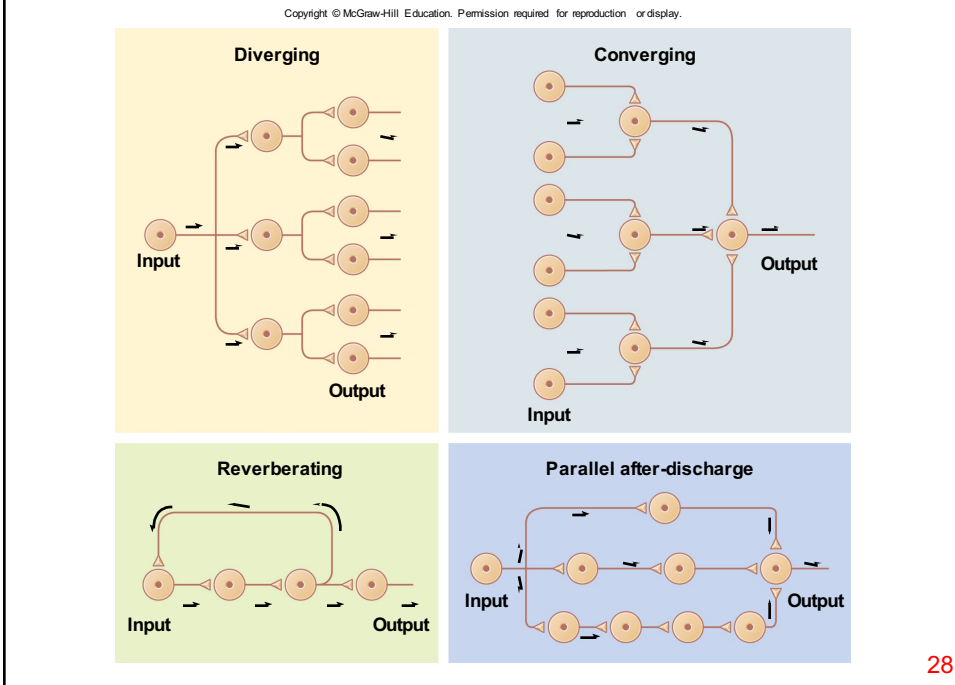 Copyright © McGraw-Hill Education. Permission required for reproduction or display.
Diverging
Input
Output
Converging
Output
Input
Reverberating
Input
Output
Parallel after-discharge
Input
Output
28